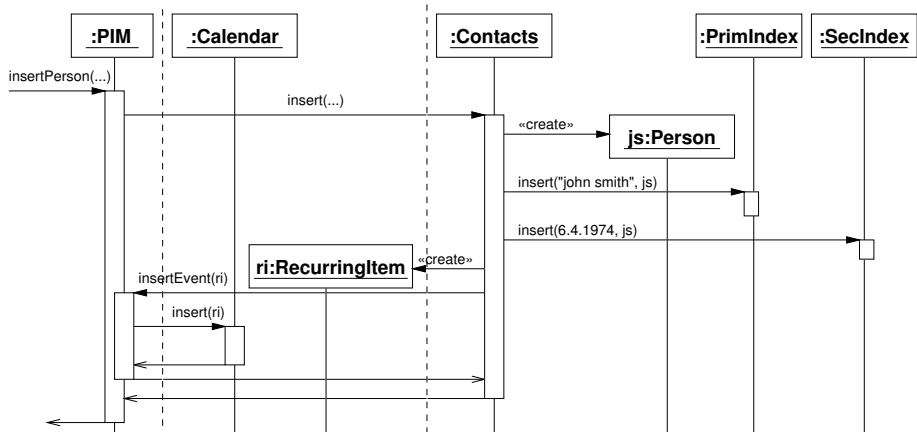 :PIM
:Calendar
:Contacts
:PrimIndex
:SecIndex
insertPerson(...)
insert(...)
«create»
js:Person
insert("john smith", js)
insert(6.4.1974, js)
ri:RecurringItem
«create»
insertEvent(ri)
insert(ri)